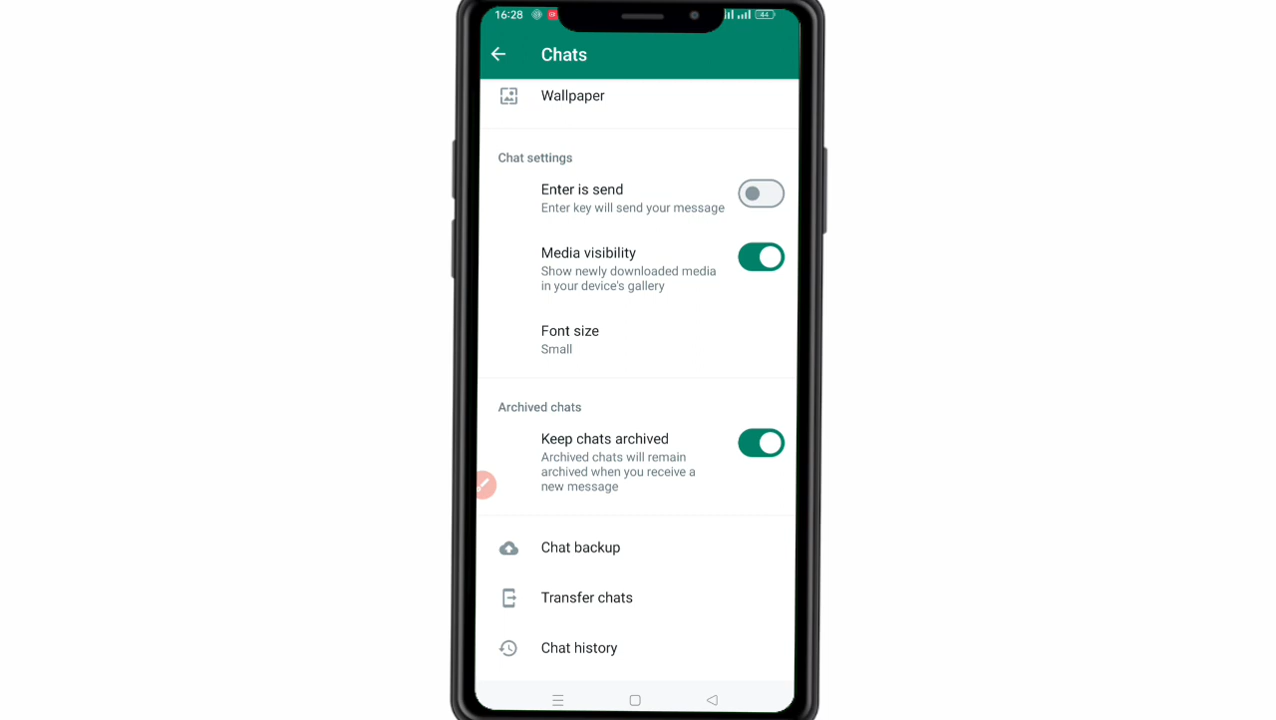 16:28
44
Chats
Wallpaper
Chat settings
Enter is send
Enter key will send your message
Media visibility
Show newly downloaded media
in your device's gallery
Font size
Small
Archived chats
Keep chats archived
Archived chats will remain
archived when you receive a
new message
Chat backup
Transfer chats
Chat history